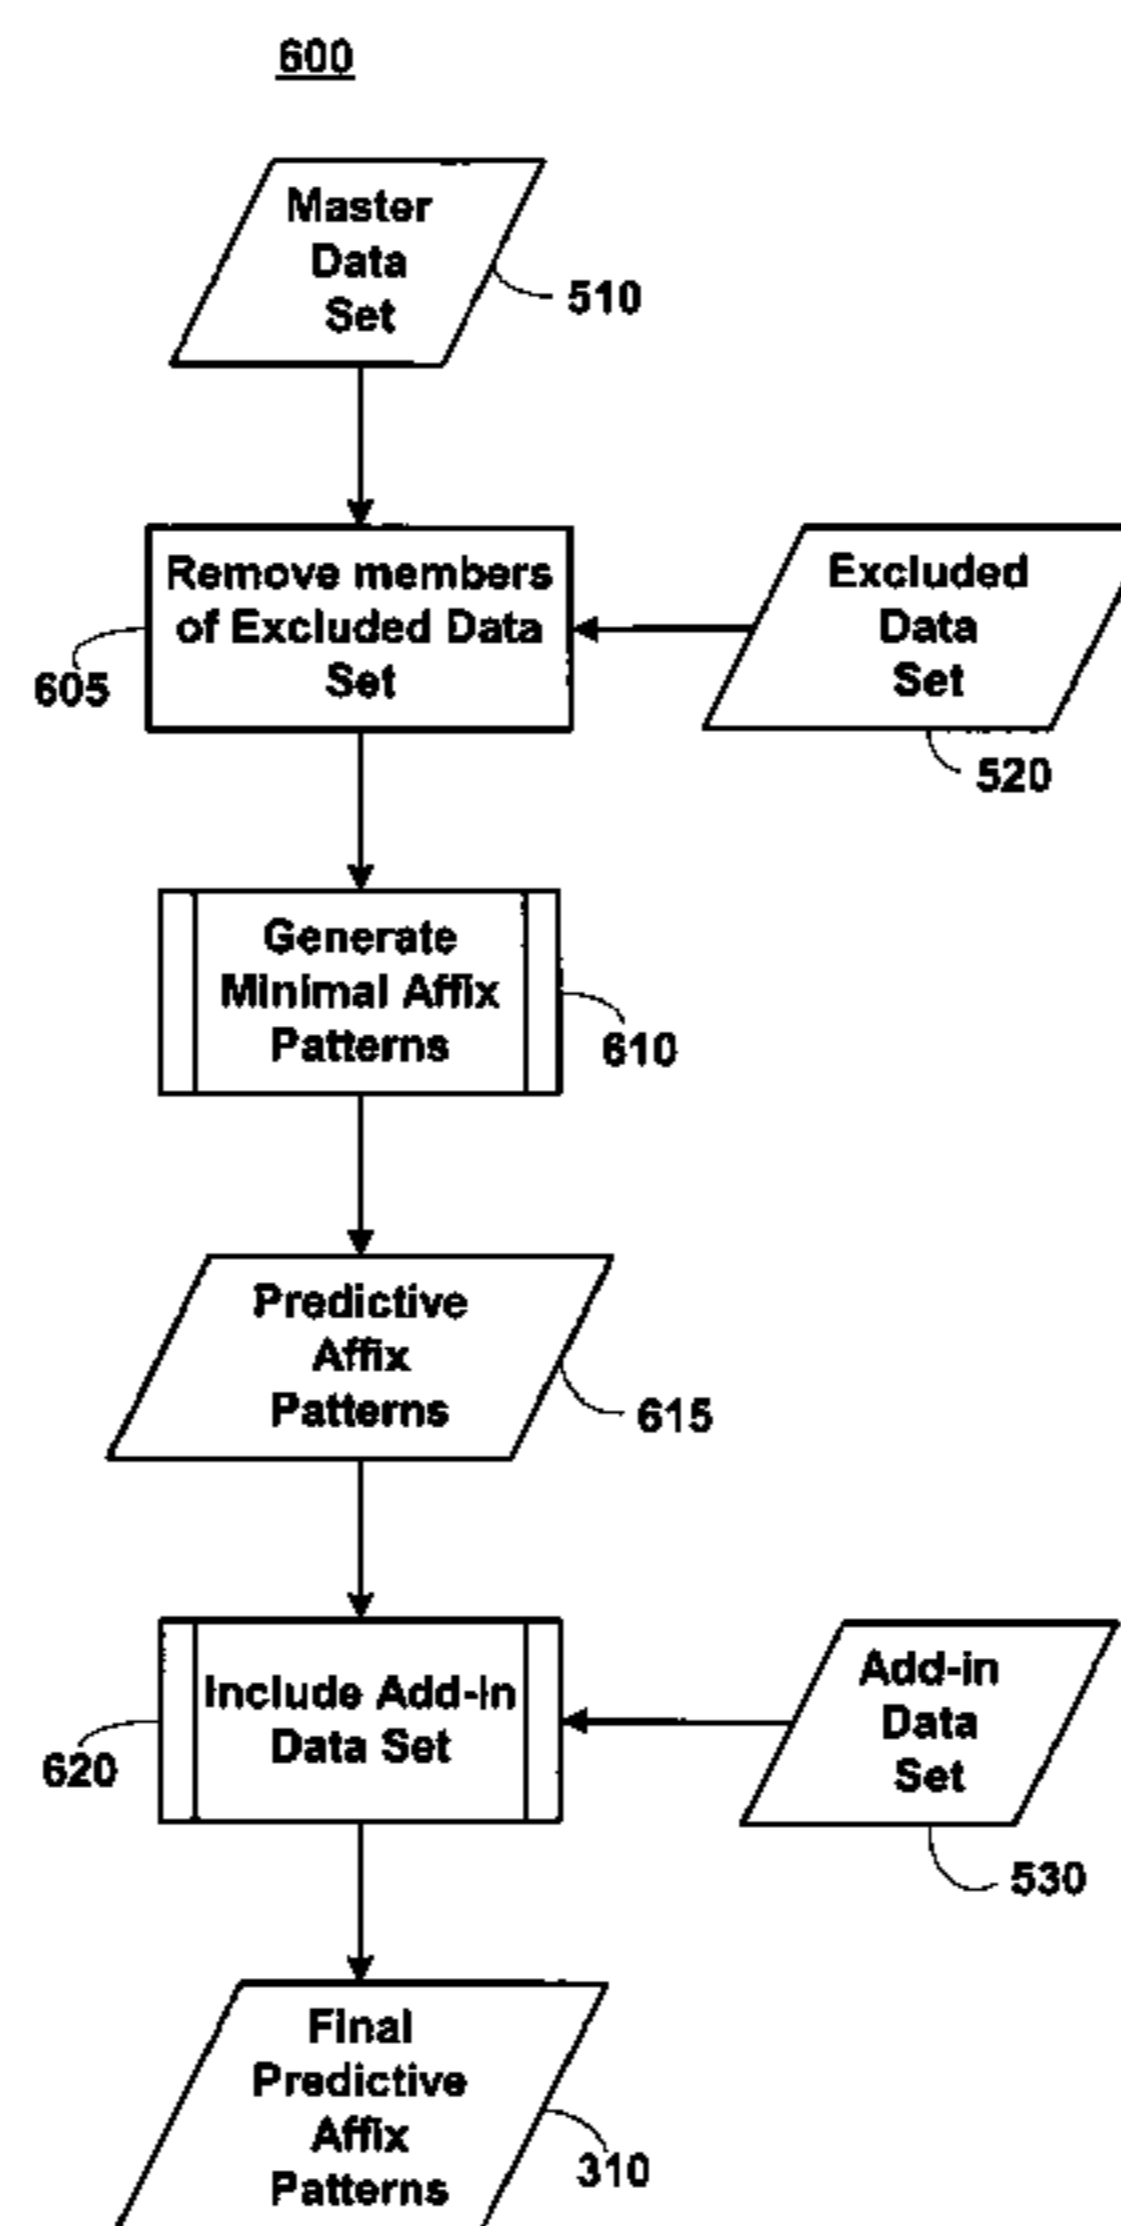 600
Master
Data
Set
510
Remove members
of Excluded Data
Set
605
Excluded
Data
Set
520
Generate
Minimal Affix
Patterns
610
Predictive
Affix
Patterns
615
Include Add-In
Data Set
620
Add-in
Data
Set
530
Final
Predictive
Affix
Patterns
310